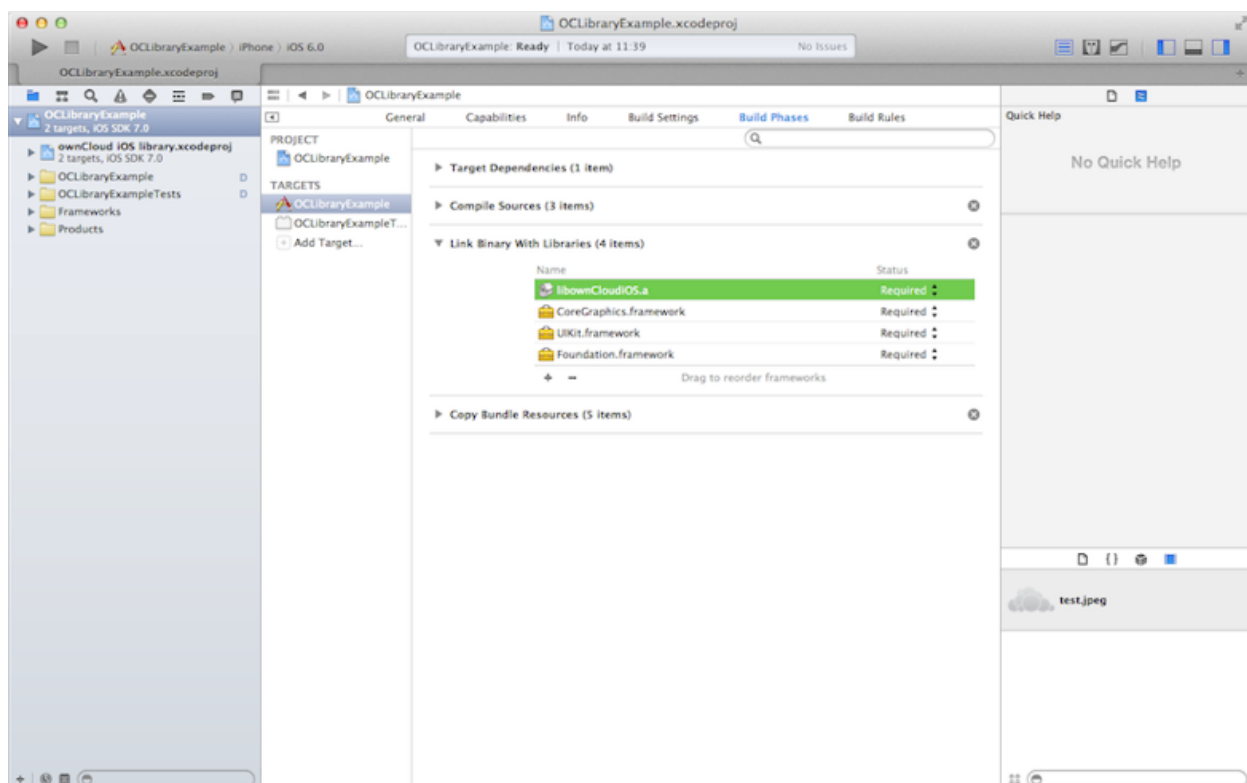 OCLibraryExample.xcodeproj
OCLibraryExample iPhone iOS 6.0
OCLibraryExample: Ready | Today at 11:39 No Issues
OCLibraryExample.xcodeproj
OCLibraryExample
2 targets, iOS SDK 7.0
ownCloud iOS library.xcodeproj
2 targets, iOS SDK 7.0
OCLibraryExample D
OCLibraryExampleTests D
Frameworks
Products
OCLibraryExample
General Capabilities Info Build Settings Build Phases Build Rules
PROJECT
OCLibraryExample
TARGETS
OCLibraryExample
OCLibraryExampleT...
Add Target...
Target Dependencies (1 item)
Compile Sources (3 items)
Link Binary With Libraries (4 items)
Name Status
libownCloudiOS.a Required
CoreGraphics.framework Required
UIKit.framework Required
Foundation.framework Required
Drag to reorder frameworks
Copy Bundle Resources (5 items)
Quick Help
No Quick Help
test.jpeg